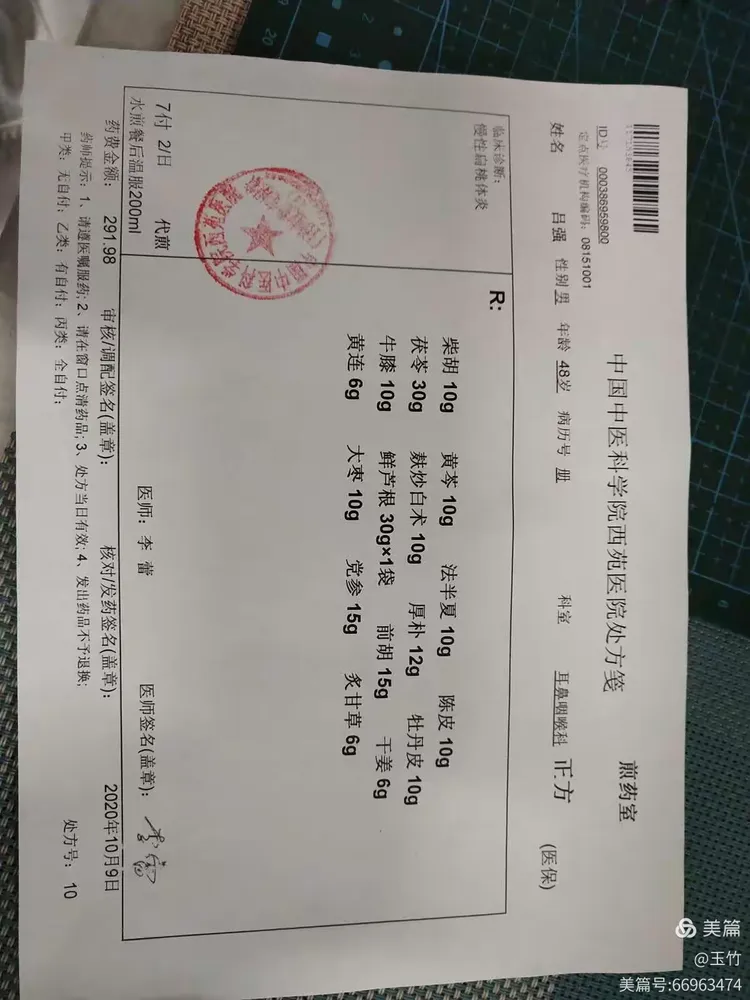 中国中医科学院西苑医院处方笺
煎药室
ID号 000386959800
定点医疗机构编码: 08151001
正方
(医保)
姓名 吕强 性别 男 年龄 48岁 病历号 册 科室 耳鼻咽喉科
临床诊断:
慢性扁桃体炎
R:
柴胡 10g 黄芩 10g 法半夏 10g 陈皮 10g
茯苓 30g 麸炒白术 10g 厚朴 12g 牡丹皮 10g
牛膝 10g 鲜芦根 30g×1袋 前胡 15g 干姜 6g
黄连 6g 大枣 10g 党参 15g 炙甘草 6g
7付 2/日 代煎
水煎餐后温服200ml
医师: 李蕾 医师签名(盖章):
药费金额: 291.98 审核/调配签名(盖章): 核对/发药签名(盖章): 2020年10月9日
药师提示: 1、请遵医嘱服药; 2、请在窗口点清药品; 3、处方当日有效; 4、发出药品不予退换;
甲类: 无自付; 乙类: 有自付; 丙类: 全自付;
处方号: 10
美篇
@玉竹
美篇号:66963474